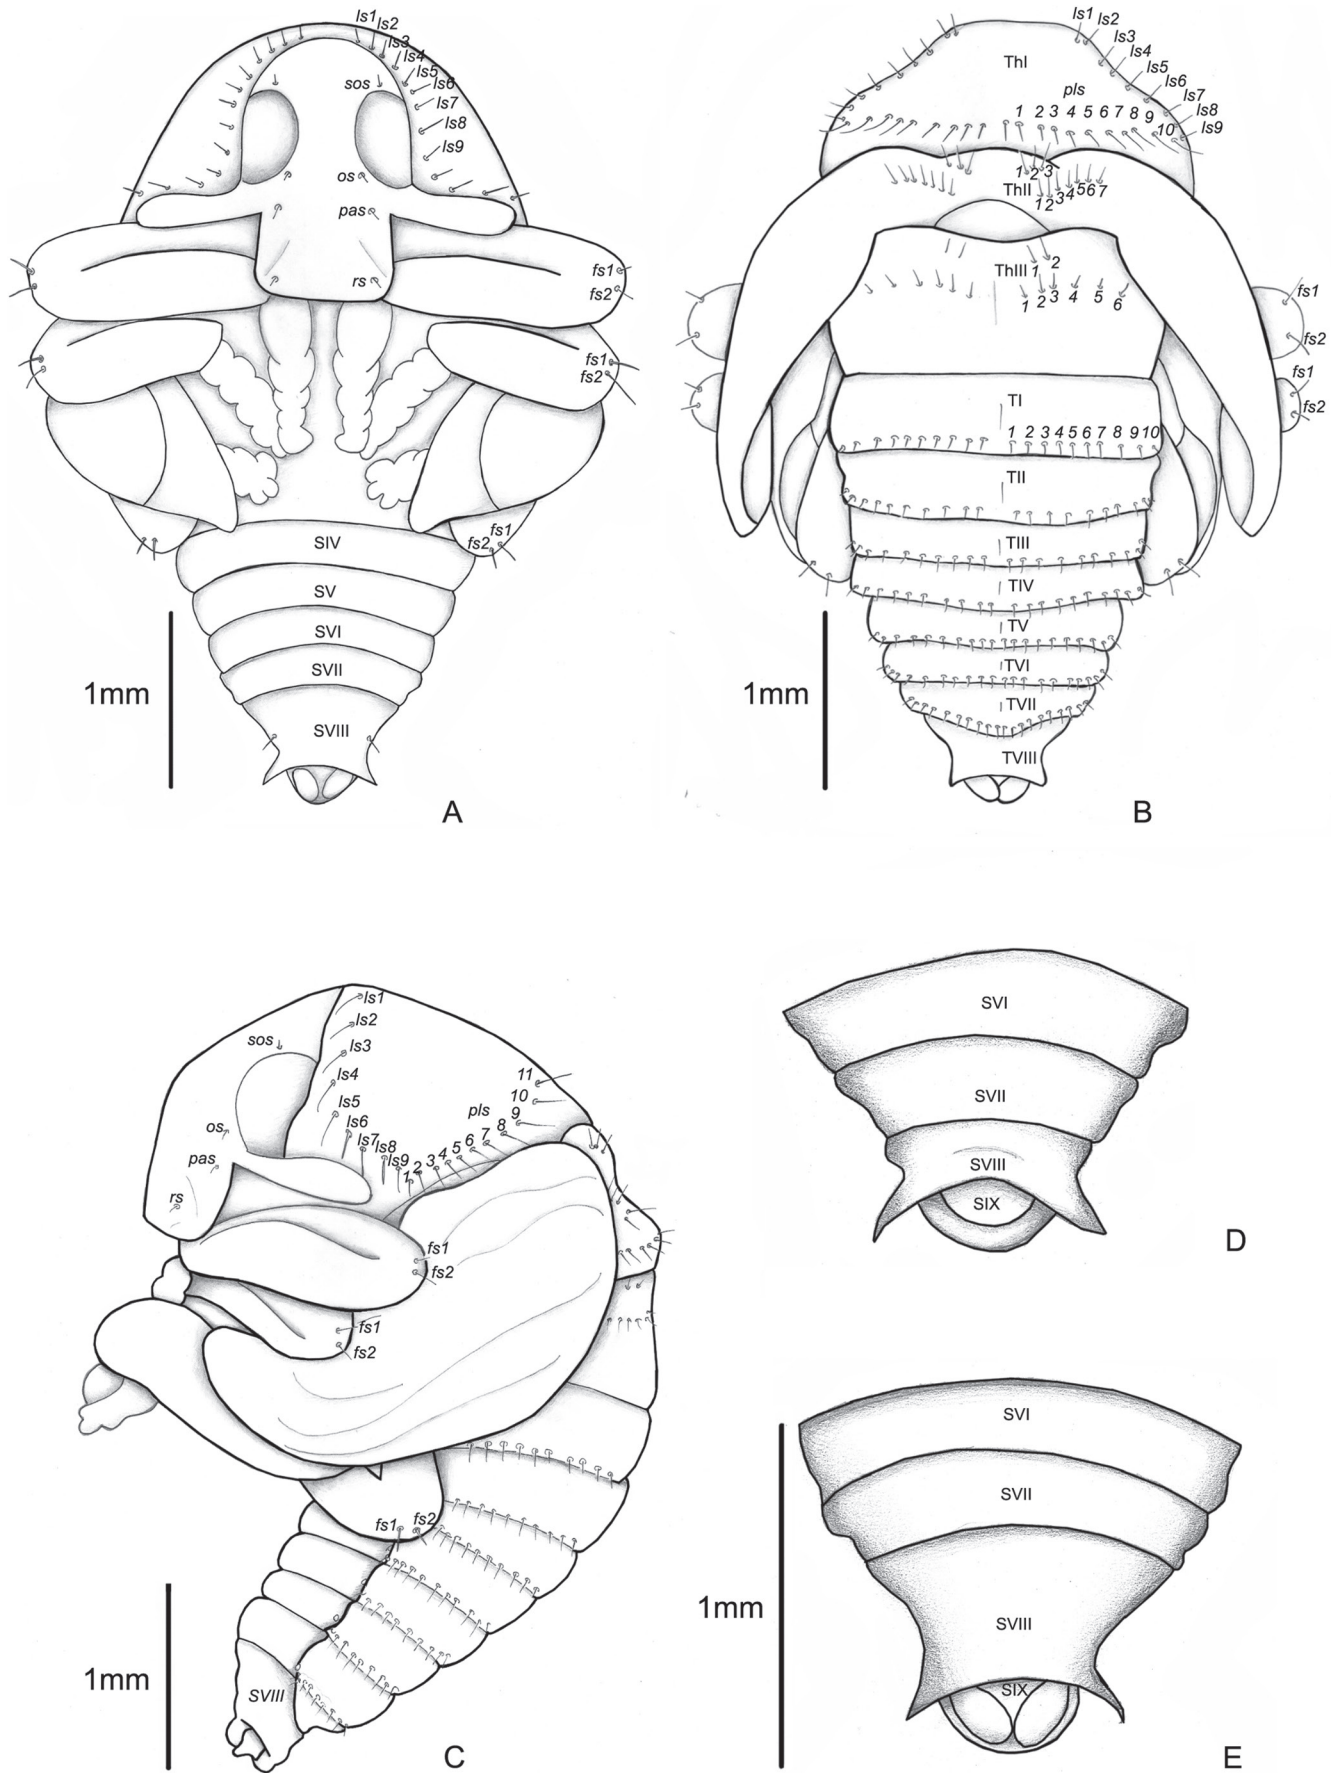 ls1 ls2
ls3
ls4
ls5
ls6
ls7
ls8
ls9
sos
os
pas
rs
fs1
fs2
fs1
fs2
fs1
fs2
SIV
SV
SVI
SVII
SVIII
1mm
A
ls1 ls2
ls3
ls4
ls5
ls6
ls7
ls8
ls9
ThI
pls
1 2 3 4 5 6 7 8 9 10
1 2 3
ThII
1 2 3 4 5 6 7
ThIII 1 2
1 2 3 4 5 6
fs1
fs2
fs1
fs2
TI
1 2 3 4 5 6 7 8 9 10
TII
TIII
TIV
TV
TVI
TVII
TVIII
1mm
B
ls1
ls2
ls3
ls4
ls5
ls6
ls7
ls8
ls9
sos
os
pas
rs
pls
11
10
9
8
7
6
5
4
3
2
1
fs1
fs2
fs1
fs2
fs1 fs2
SVIII
1mm
C
SVI
SVII
SVIII
SIX
D
SVI
SVII
SVIII
SIX
1mm
E